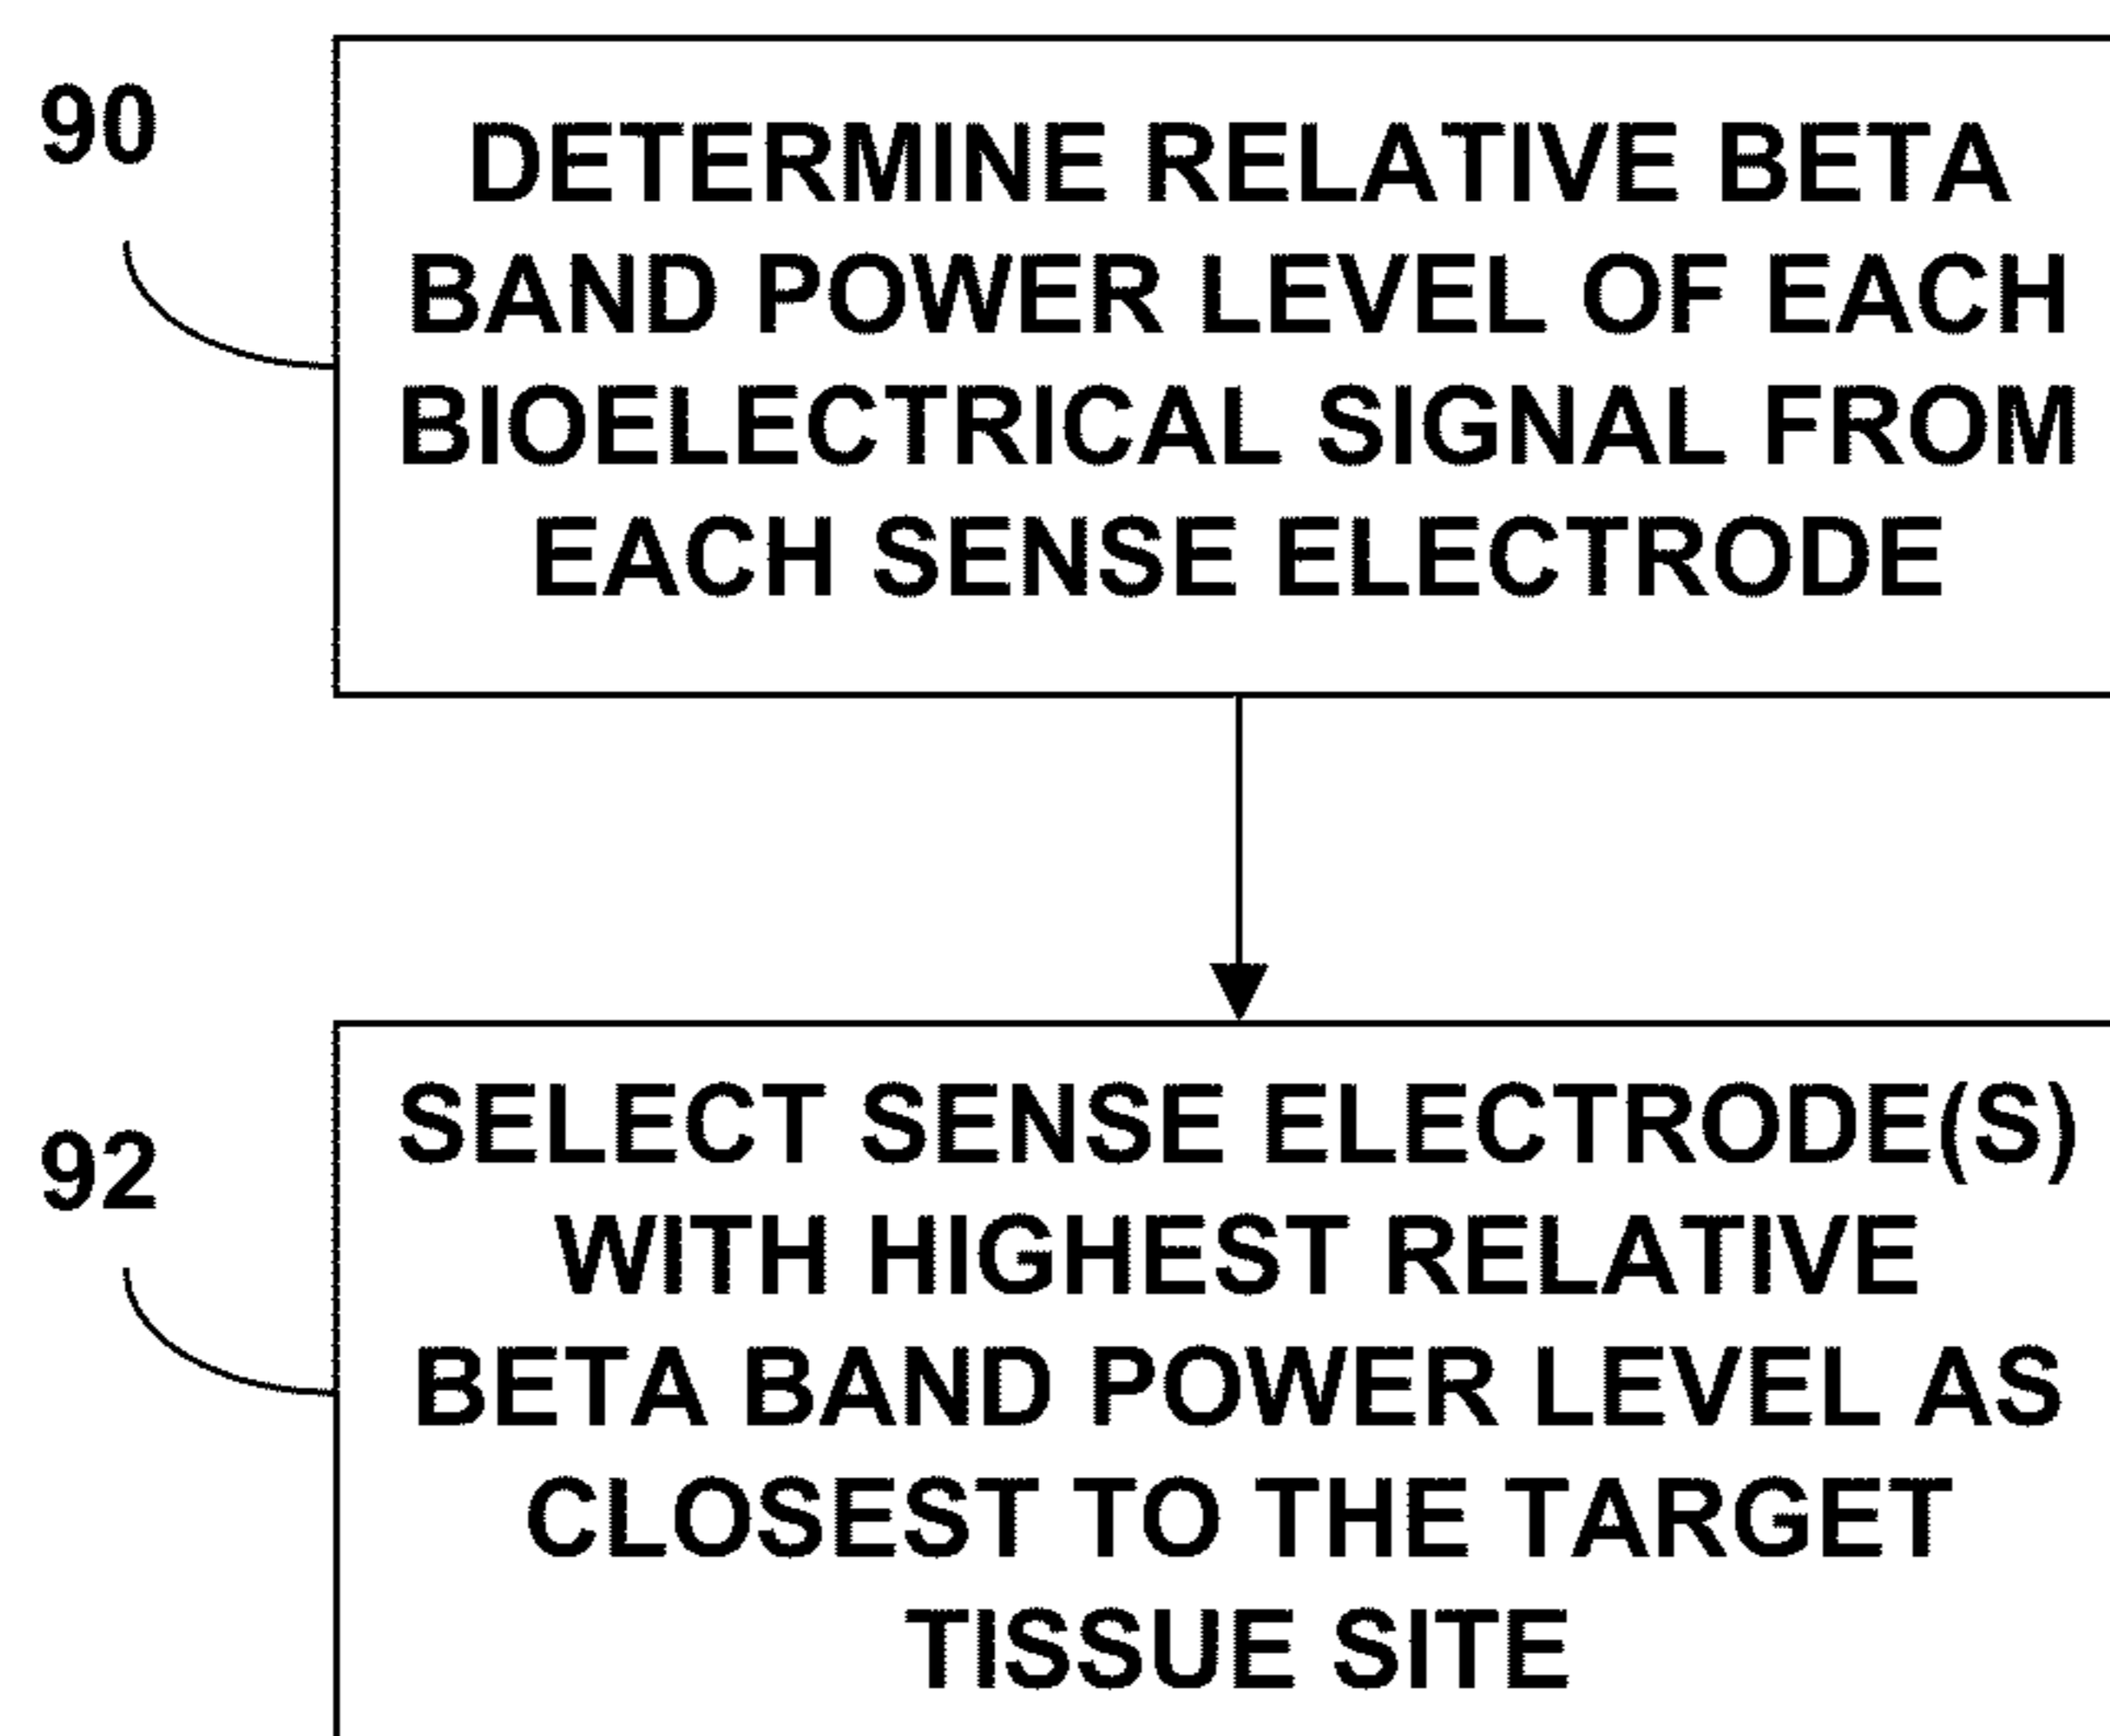 90
DETERMINE RELATIVE BETA
BAND POWER LEVEL OF EACH
BIOELECTRICAL SIGNAL FROM
EACH SENSE ELECTRODE
92
SELECT SENSE ELECTRODE(S)
WITH HIGHEST RELATIVE
BETA BAND POWER LEVEL AS
CLOSEST TO THE TARGET
TISSUE SITE